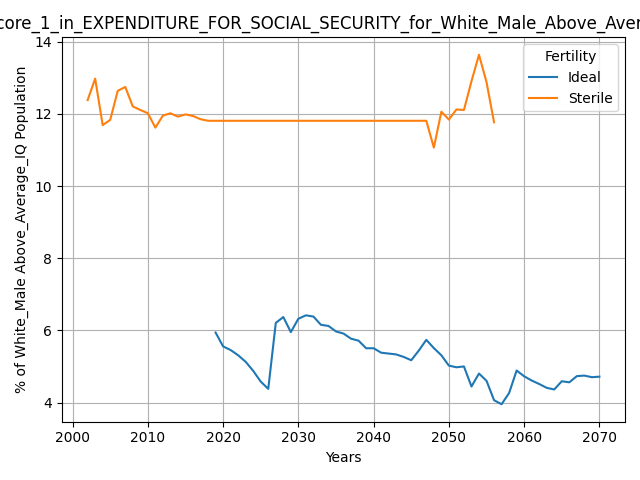 core_1_in_EXPENDITURE_FOR_SOCIAL_SECURITY_for_White_Male_Above_Aver
14
12
10
8
6
4
% of White_Male Above_Average_IQ Population
Fertility
Ideal
Sterile
2000 2010 2020 2030 2040 2050 2060 2070
Years